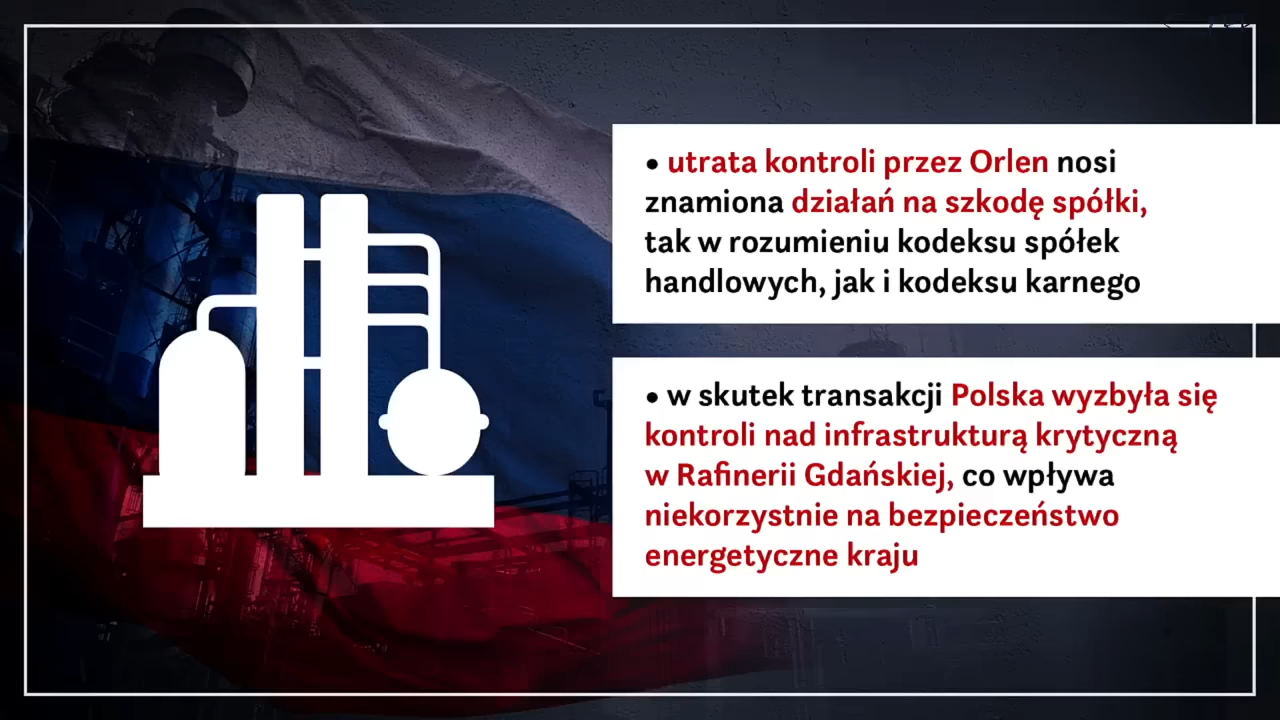 • utrata kontroli przez Orlen nosi
znamiona działań na szkodę spółki,
tak w rozumieniu kodeksu spółek
handlowych, jak i kodeksu karnego
• w skutek transakcji Polska wyzbyła się
kontroli nad infrastrukturą krytyczną
w Rafinerii Gdańskiej, co wpływa
niekorzystnie na bezpieczeństwo
energetyczne kraju